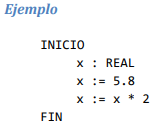 Ejemplo
INICIO
x : REAL
x := 5.8
x := x * 2
FIN